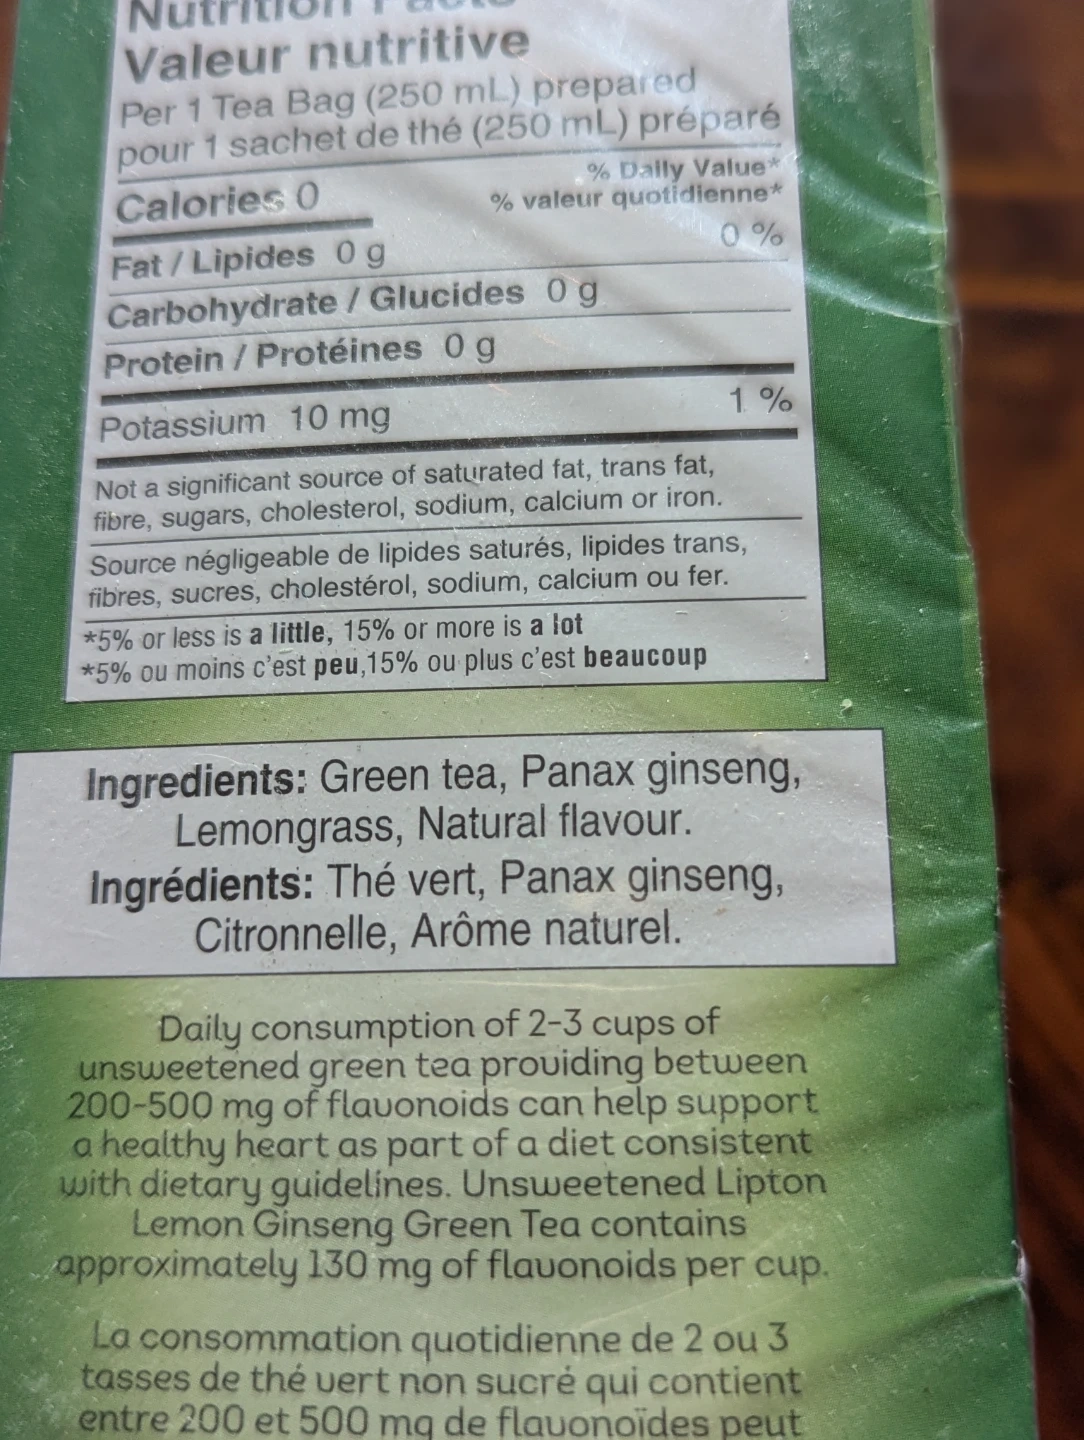 Nutrition Facts
Valeur nutritive
Per 1 Tea Bag (250 mL) prepared
pour 1 sachet de thé (250 mL) préparé
% Daily Value*
Calories 0
% valeur quotidienne*
Fat / Lipides 0 g
0 %
Carbohydrate / Glucides 0 g
Protein / Protéines 0 g
Potassium 10 mg
1 %
Not a significant source of saturated fat, trans fat,
fibre, sugars, cholesterol, sodium, calcium or iron.
Source négligeable de lipides saturés, lipides trans,
fibres, sucres, cholestérol, sodium, calcium ou fer.
*5% or less is a little, 15% or more is a lot
*5% ou moins c'est peu,15% ou plus c'est beaucoup
Ingredients: Green tea, Panax ginseng,
Lemongrass, Natural flavour.
Ingrédients: Thé vert, Panax ginseng,
Citronnelle, Arôme naturel.
Daily consumption of 2-3 cups of
unsweetened green tea providing between
200-500 mg of flavonoids can help support
a healthy heart as part of a diet consistent
with dietary guidelines. Unsweetened Lipton
Lemon Ginseng Green Tea contains
approximately 130 mg of flavonoids per cup.
La consommation quotidienne de 2 ou 3
tasses de thé vert non sucré qui contient
entre 200 et 500 mg de flavonoïdes peut